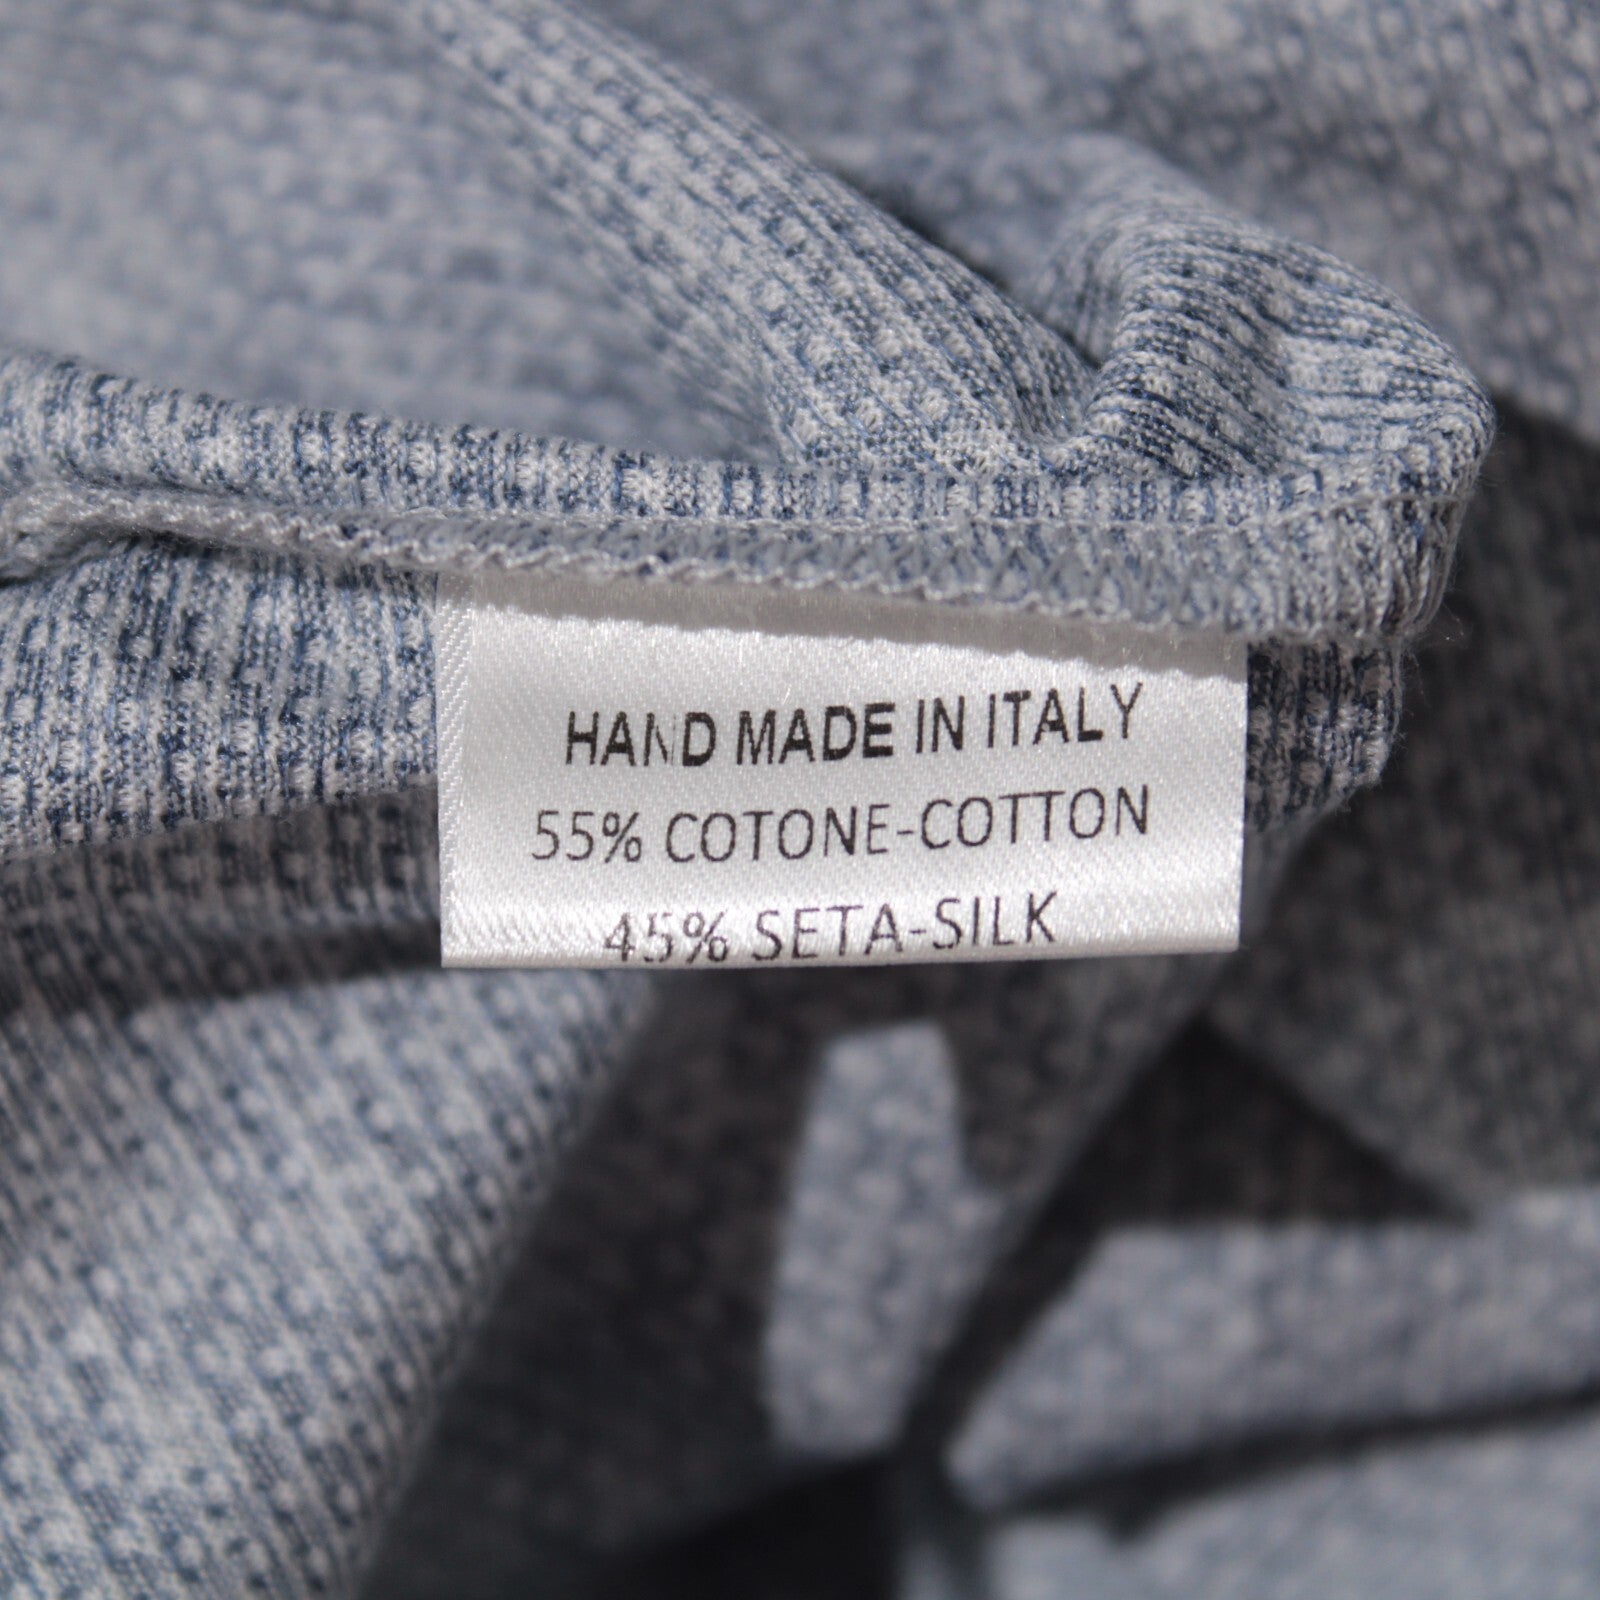 HAND MADE IN ITALY
55% COTONE-COTTON
45% SETA-SILK